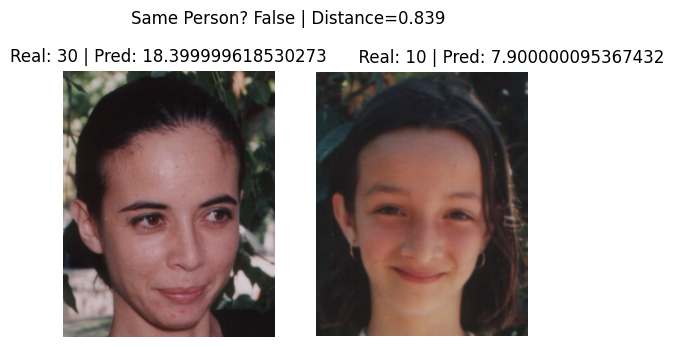 Same Person? False | Distance=0.839
Real: 30 | Pred: 18.399999618530273
Real: 10 | Pred: 7.900000095367432